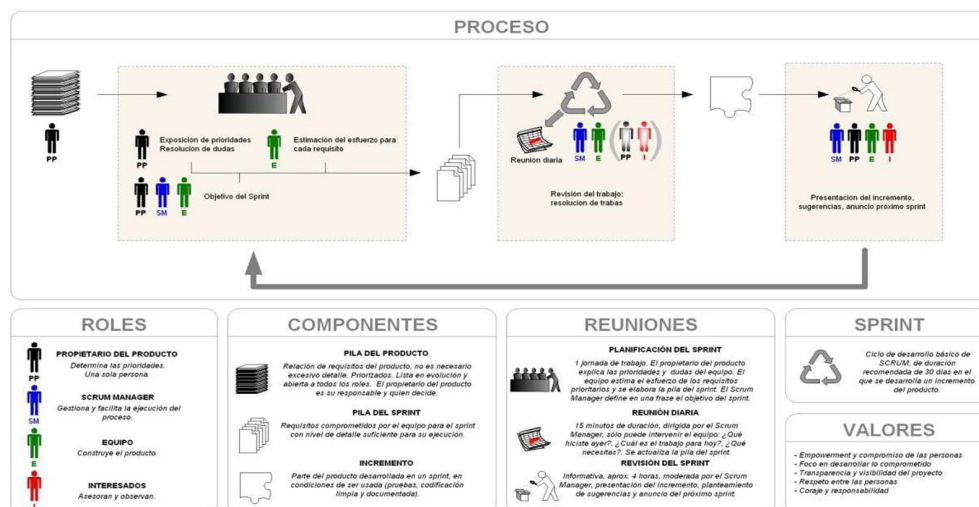 PROCESO
PP
Exposición de prioridades
Resolución de dudas
PP
Estimación del esfuerzo para
cada requisito
E
Objetivo del Sprint
PP SM E
Reunión diaria
SM E ( PP I )
Revisión del trabajo;
resolución de trabas
SM PP E I
Presentación del incremento,
sugerencias, anuncio próximo sprint
ROLES
PROPIETARIO DEL PRODUCTO
Determina las prioridades.
Una sola persona.
PP
SCRUM MANAGER
Gestiona y facilita la ejecución del
proceso.
SM
EQUIPO
Construye el producto.
E
INTERESADOS
Asesoran y observan.
I
COMPONENTES
PILA DEL PRODUCTO
Relación de requisitos del producto, no es necesario
excesivo detalle. Priorizados. Lista en evolución y
abierta a todos los roles. El propietario del producto
es su responsable y quien decide.
PILA DEL SPRINT
Requisitos comprometidos por el equipo para el sprint
con nivel de detalle suficiente para su ejecución.
INCREMENTO
Parte del producto desarrollada en un sprint, en
condiciones de ser usada (pruebas, codificación
limpia y documentada).
REUNIONES
PLANIFICACIÓN DEL SPRINT
1 jornada de trabajo. El propietario del producto
explica las prioridades y dudas del equipo. El
equipo estima el esfuerzo de los requisitos
prioritarios y se elabora la pila del sprint. El Scrum
Manager define en una frase el objetivo del sprint.
REUNIÓN DIARIA
15 minutos de duración, dirigida por el Scrum
Manager, sólo puede intervenir el equipo: ¿Qué
hiciste ayer?, ¿Cuál es el trabajo para hoy?, ¿Qué
necesitas?. Se actualiza la pila del sprint.
REVISIÓN DEL SPRINT
Informativa, aprox. 4 horas, moderada por el Scrum
Manager, presentación del incremento, planteamiento
de sugerencias y anuncio del próximo sprint.
SPRINT
Ciclo de desarrollo básico de
SCRUM, de duración
recomendada de 30 días en el
que se desarrolla un incremento
del producto.
VALORES
- Empowerment y compromiso de las personas
- Foco en desarrollar lo comprometido
- Transparencia y visibilidad del proyecto
- Respeto entre las personas
- Coraje y responsabilidad